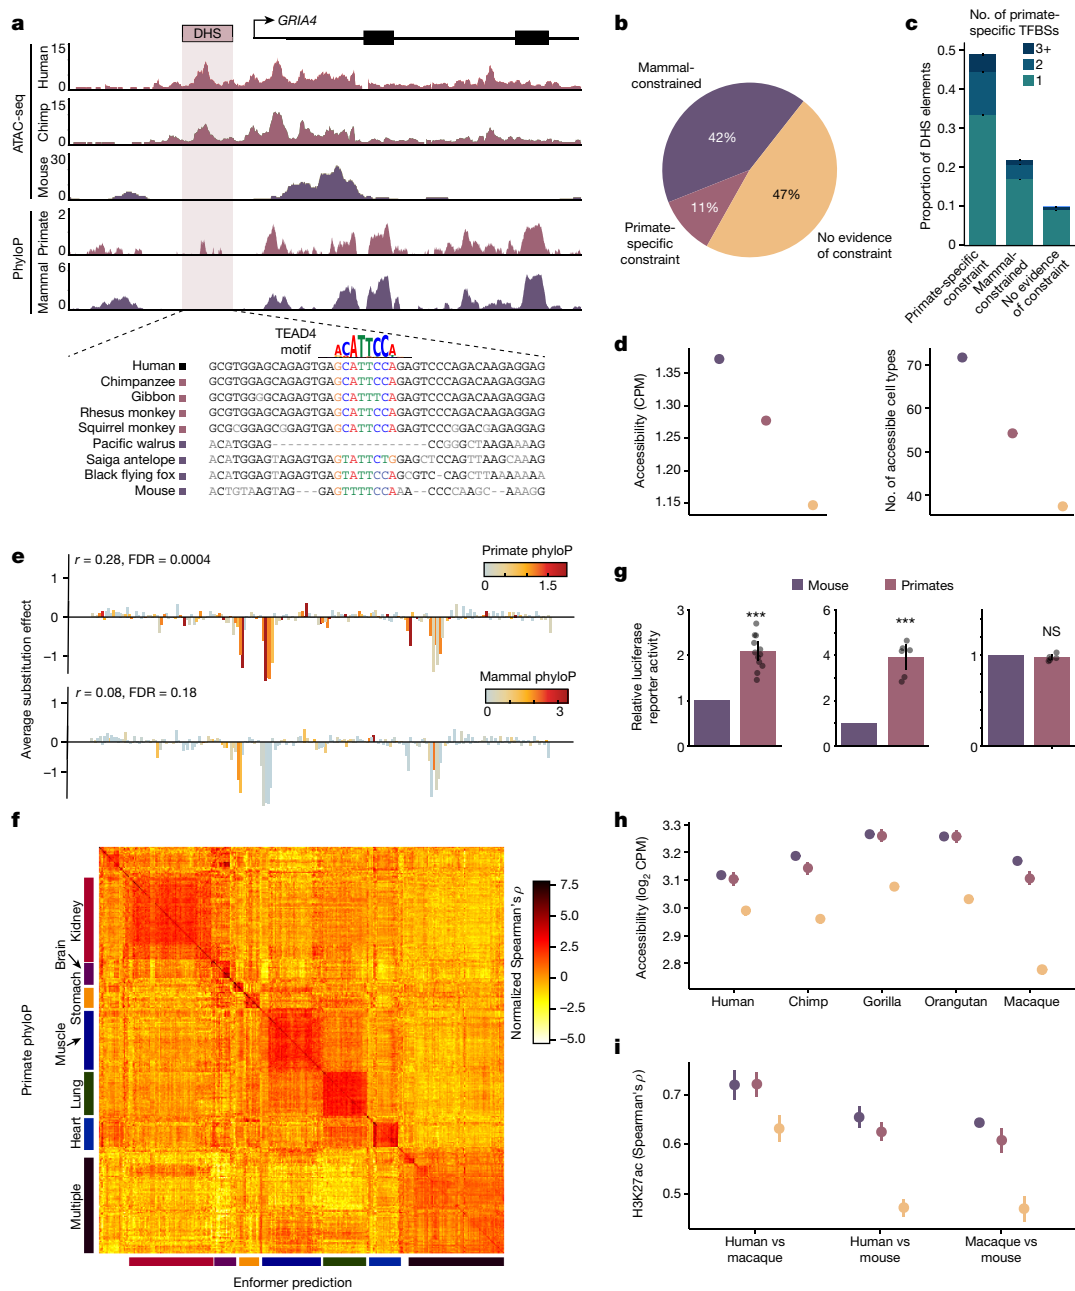 a
DHS
GRIA4
ATAC-seq
Human
15
0
Chimp
15
0
Mouse
30
0
PhyloP
Primate
2
0
Mammal
6
0
TEAD4
motif
ACATTCCA
Human GCGTGGAGCAGAGTGAGCATTCCAGAGTCCCAGACAAGAGGAG
Chimpanzee GCGTGGAGCAGAGTGAGCATTCCAGAGTCCCAGACAAGAGGAG
Gibbon GCGTGGGGCAGAGTGAGCATTTCAGAGTCCCAGACAAGAGGAG
Rhesus monkey GCGTGGAGCAGAGTGAGCATTCCAGAGTCCCAGACAAGAGGAG
Squirrel monkey GCGCGGAGCGGAGTGAGCATTCCAGAGTCCCGGACGAGAGGAG
Pacific walrus ACATGGAG--------------------CCGGGCTAAGAAAAG
Saiga antelope ACATGGAGTAGAGTGAGTATTCTGGAGCTCCAGTTAAGCAAAG
Black flying fox ACATGGAGTAGAGTGAGTATTCCAGCGTC-CAGCTTAAAAAA
Mouse ACTGTAAGTAG---GAGTTTTCCAAA--CCCCAAGC--AAAGG
b
Mammal-
constrained
42%
47%
11%
Primate-
specific
constraint
No evidence
of constraint
c
No. of primate-
specific TFBSs
3+
2
1
Proportion of DHS elements
0.5
0.4
0.3
0.2
0.1
0
Primate-specific
constraint
Mammal-
constrained
No evidence
of constraint
d
Accessibility (CPM)
1.35
1.30
1.25
1.20
1.15
No. of accessible cell types
70
60
50
40
e
r = 0.28, FDR = 0.0004
Primate phyloP
0 1.5
Average substitution effect
1
0
−1
r = 0.08, FDR = 0.18
Mammal phyloP
0 3
1
0
−1
f
Primate phyloP
Kidney
Brain
Stomach
Muscle
Lung
Heart
Multiple
Enformer prediction
Normalized Spearman's ρ
7.5
5.0
2.5
0
−2.5
−5.0
g
Mouse
Primates
Relative luciferase
reporter activity
3
2
1
0
***
6
4
2
0
***
1
0
NS
h
Accessibility (log2 CPM)
3.3
3.2
3.1
3.0
2.9
2.8
Human Chimp Gorilla Orangutan Macaque
i
H3K27ac (Spearman's ρ)
0.7
0.6
0.5
Human vs
macaque
Human vs
mouse
Macaque vs
mouse